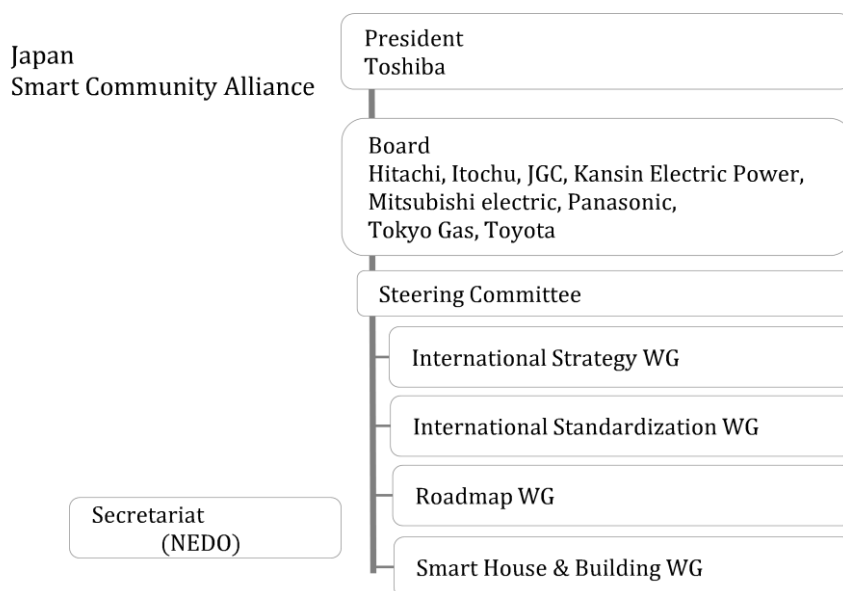 Japan
Smart Community Alliance
President
Toshiba
Board
Hitachi, Itochu, JGC, Kansin Electric Power,
Mitsubishi electric, Panasonic,
Tokyo Gas, Toyota
Steering Committee
International Strategy WG
International Standardization WG
Roadmap WG
Secretariat
(NEDO)
Smart House & Building WG